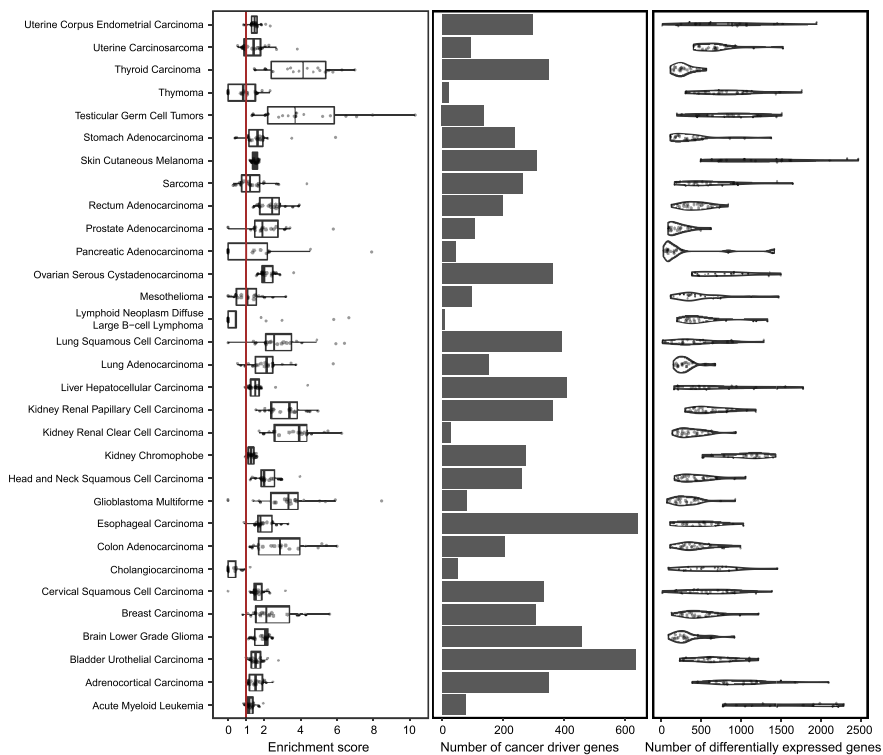 Uterine Corpus Endometrial Carcinoma
Uterine Carcinosarcoma
Thyroid Carcinoma
Thymoma
Testicular Germ Cell Tumors
Stomach Adenocarcinoma
Skin Cutaneous Melanoma
Sarcoma
Rectum Adenocarcinoma
Prostate Adenocarcinoma
Pancreatic Adenocarcinoma
Ovarian Serous Cystadenocarcinoma
Mesothelioma
Lymphoid Neoplasm Diffuse
Large B−cell Lymphoma
Lung Squamous Cell Carcinoma
Lung Adenocarcinoma
Liver Hepatocellular Carcinoma
Kidney Renal Papillary Cell Carcinoma
Kidney Renal Clear Cell Carcinoma
Kidney Chromophobe
Head and Neck Squamous Cell Carcinoma
Glioblastoma Multiforme
Esophageal Carcinoma
Colon Adenocarcinoma
Cholangiocarcinoma
Cervical Squamous Cell Carcinoma
Breast Carcinoma
Brain Lower Grade Glioma
Bladder Urothelial Carcinoma
Adrenocortical Carcinoma
Acute Myeloid Leukemia
0 1 2 4 6 8 10
Enrichment score
0 200 400 600
Number of cancer driver genes
0 500 1000 1500 2000 2500
Number of differentially expressed genes